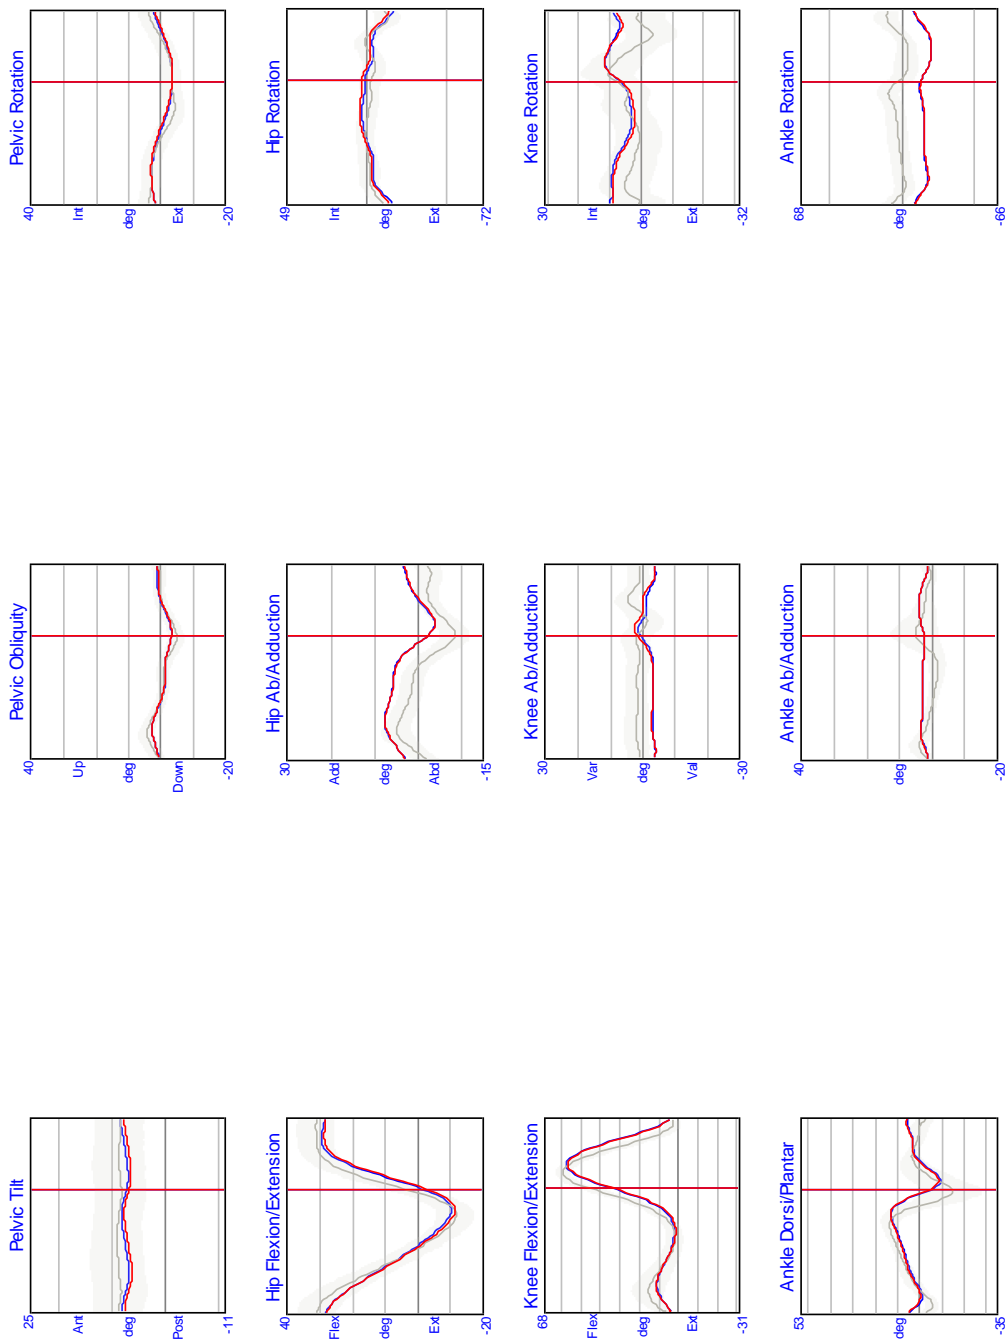 Pelvic Tilt
25
Ant
deg
Post
-11
Pelvic Obliquity
40
Up
deg
Down
-20
Pelvic Rotation
40
Int
deg
Ext
-20
Hip Flexion/Extension
40
Flex
deg
Ext
-20
Hip Ab/Adduction
30
Add
deg
Abd
-15
Hip Rotation
49
Int
deg
Ext
-72
Knee Flexion/Extension
68
Flex
deg
Ext
-31
Knee Ab/Adduction
30
Var
deg
Val
-30
Knee Rotation
30
Int
deg
Ext
-32
Ankle Dorsi/Plantar
53
deg
-35
Ankle Ab/Adduction
40
deg
-20
Ankle Rotation
68
deg
-66